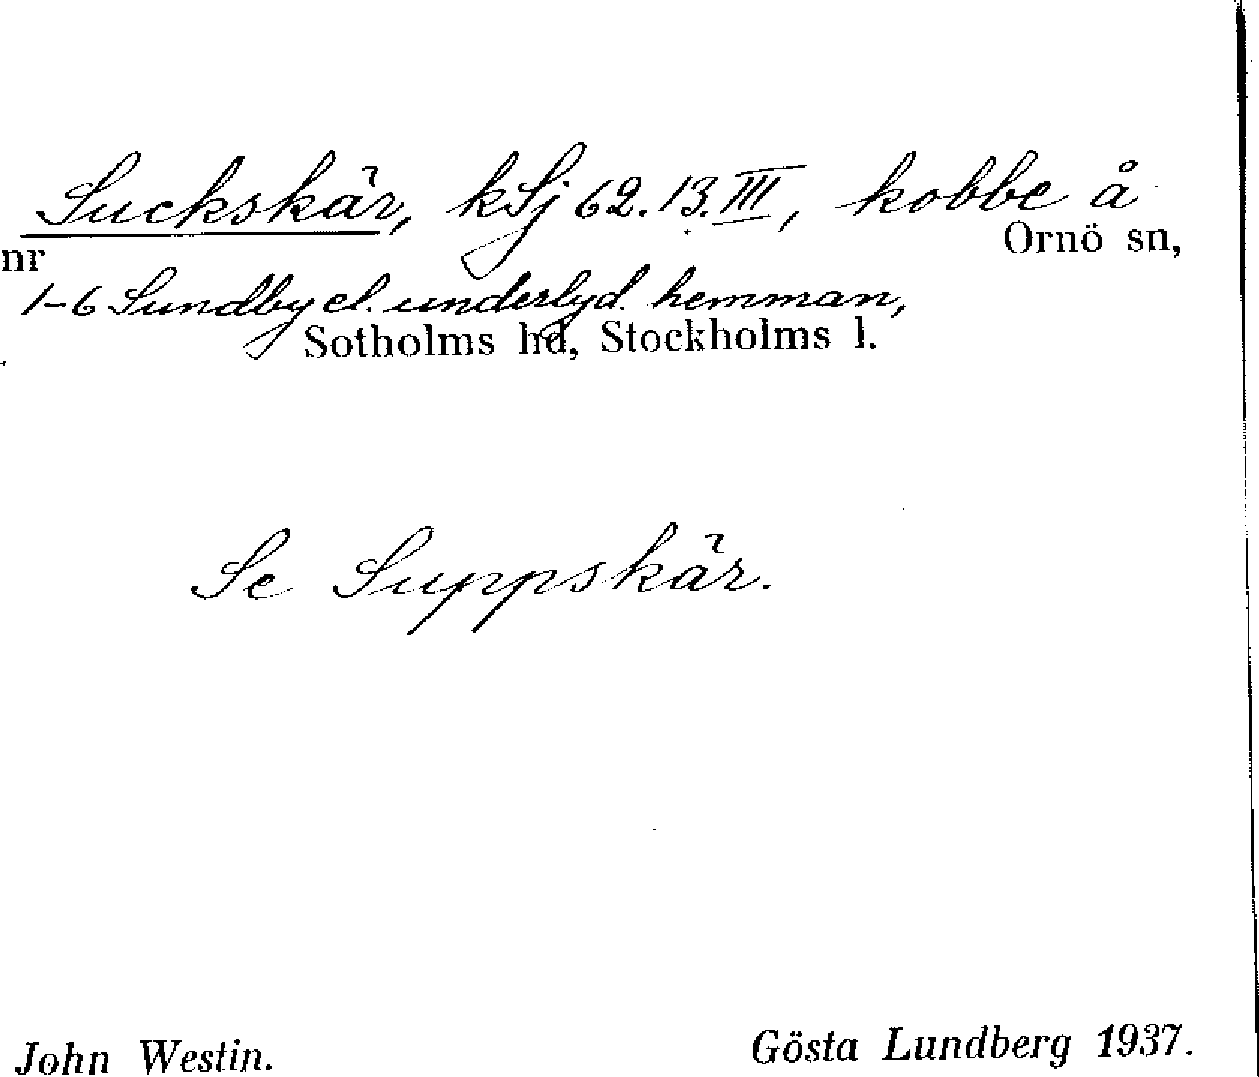 Suckskär, kSj 62.13.III, kobbe å
Ornö sn,
nr
1-6 Sundby el. underlyd. hemman,
Sotholms hd, Stockholms l.
Se Suppskär.
John Westin. Gösta Lundberg 1937.